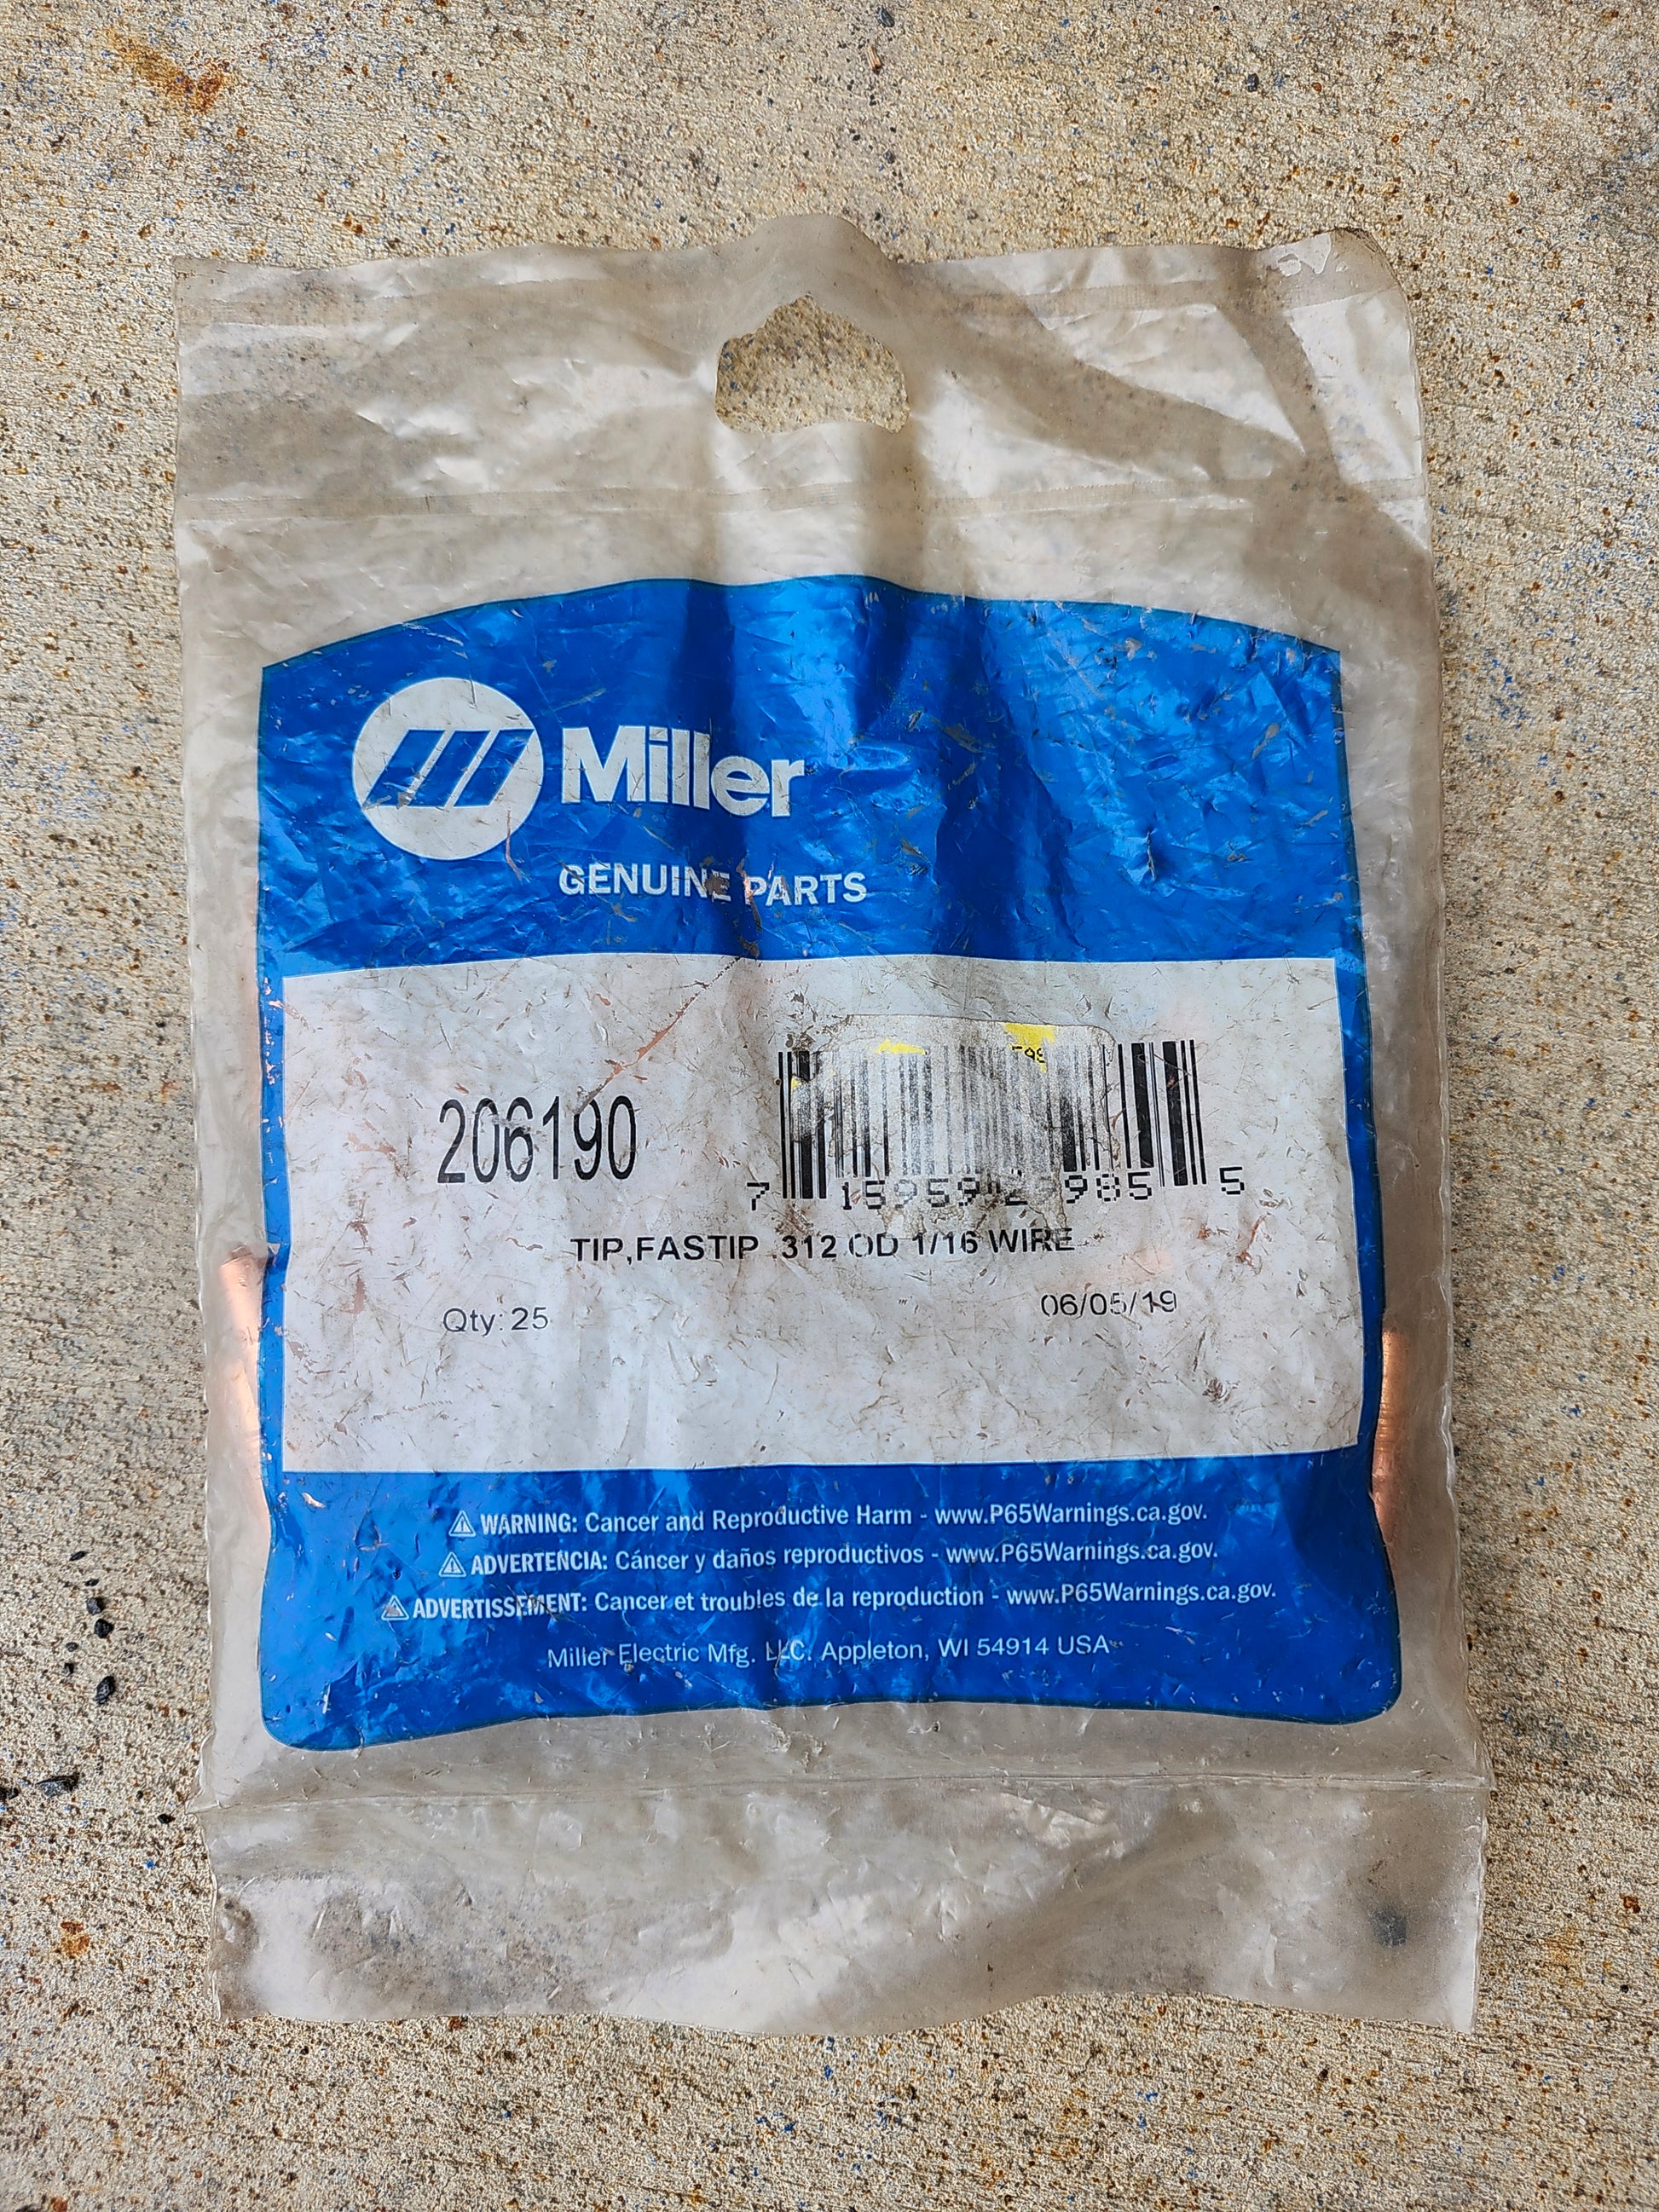 Miller
GENUINE PARTS
206190
7 5
TIP,FASTIP .312 OD 1/16 WIRE
Qty: 25
06/05/19
WARNING: Cancer and Reproductive Harm - www.P65Warnings.ca.gov.
ADVERTENCIA: Cáncer y daños reproductivos - www.P65Warnings.ca.gov.
ADVERTISSEMENT: Cancer et troubles de la reproduction - www.P65Warnings.ca.gov.
Miller Electric Mfg. LLC. Appleton, WI 54914 USA